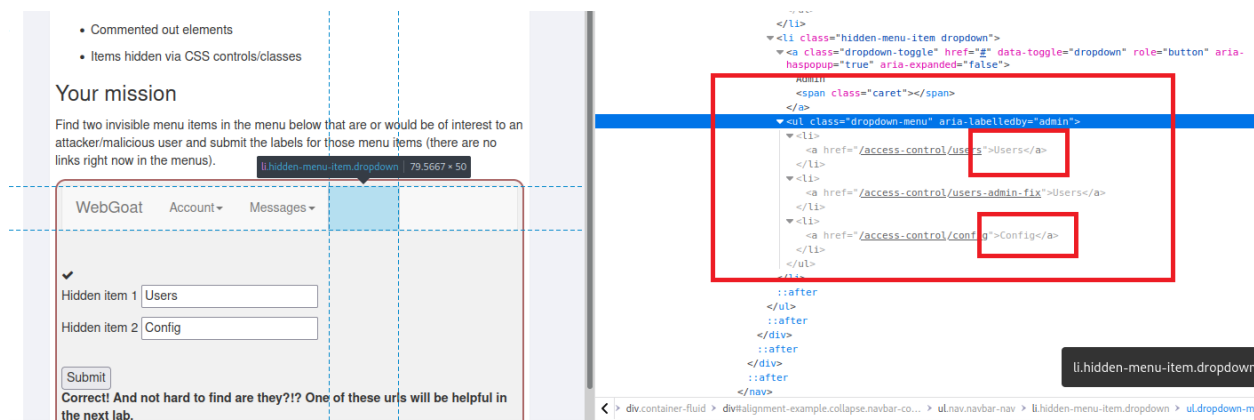 Commented out elements
Items hidden via CSS controls/classes
Your mission
Find two invisible menu items in the menu below that are or would be of interest to an
attacker/malicious user and submit the labels for those menu items (there are no
links right now in the menus).
li.hidden-menu-item.dropdown | 79.5667 × 50
WebGoat Account Messages
Hidden item 1 Users
Hidden item 2 Config
Submit
Correct! And not hard to find are they?!? One of these urls will be helpful in
the next lab.
</li>
<li class="hidden-menu-item dropdown">
<a class="dropdown-toggle" href="#" data-toggle="dropdown" role="button" aria-
haspopup="true" aria-expanded="false">
Admin
<span class="caret"></span>
</a>
<ul class="dropdown-menu" aria-labelledby="admin">
<li>
<a href="/access-control/users">Users</a>
</li>
<li>
<a href="/access-control/users-admin-fix">Users</a>
</li>
<li>
<a href="/access-control/config">Config</a>
</li>
</ul>
</li>
::after
</ul>
::after
</div>
::after
</div>
::after
</nav>
li.hidden-menu-item.dropdown
div.container-fluid > div#alignment-example.collapse.navbar-co... > ul.nav.navbar-nav > li.hidden-menu-item.dropdown > ul.dropdown-m